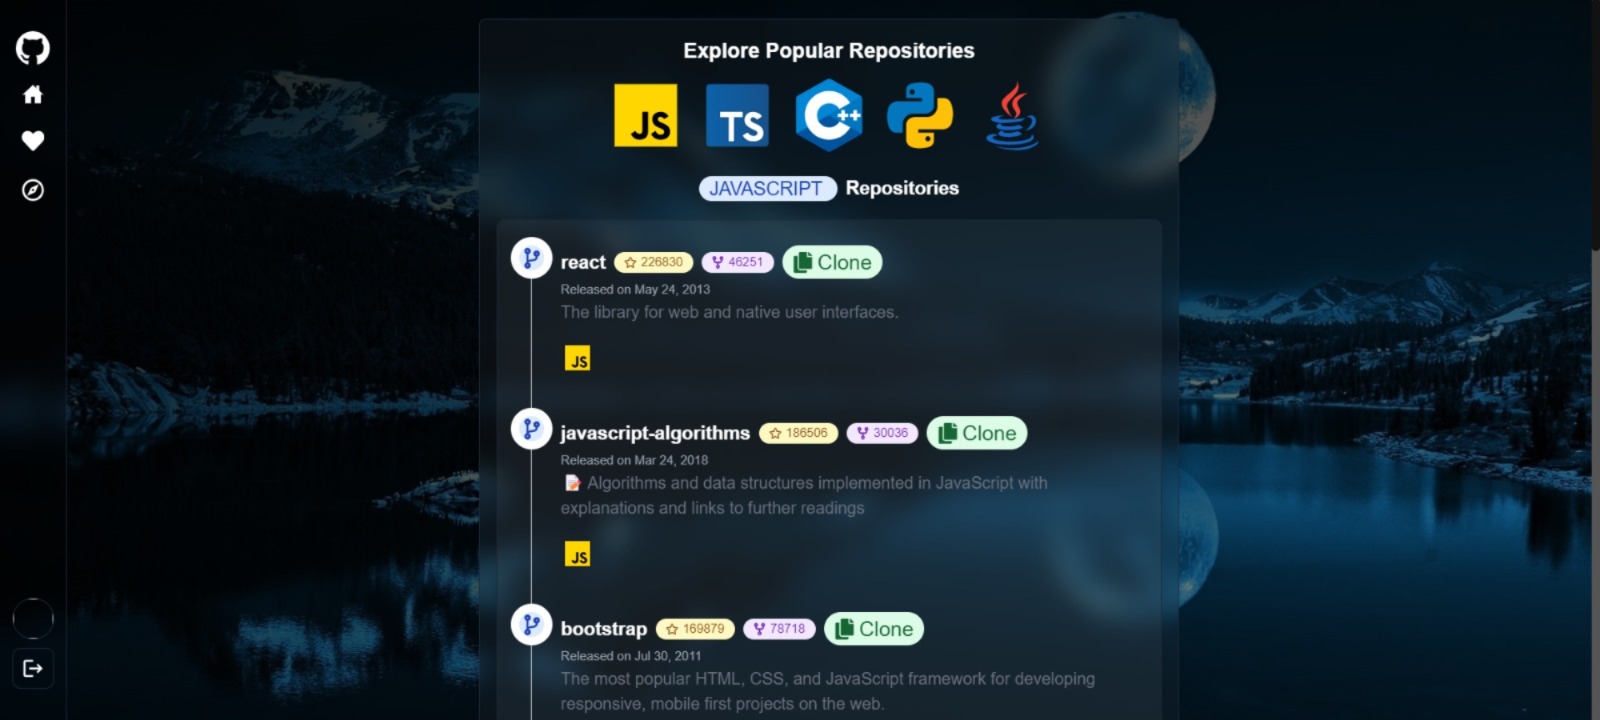 Explore Popular Repositories
JS TS C++
JAVASCRIPT Repositories
react 226830 46251 Clone
Released on May 24, 2013
The library for web and native user interfaces.
JS
javascript-algorithms 186506 30036 Clone
Released on Mar 24, 2018
📝 Algorithms and data structures implemented in JavaScript with
explanations and links to further readings
JS
bootstrap 169879 78718 Clone
Released on Jul 30, 2011
The most popular HTML, CSS, and JavaScript framework for developing
responsive, mobile first projects on the web.